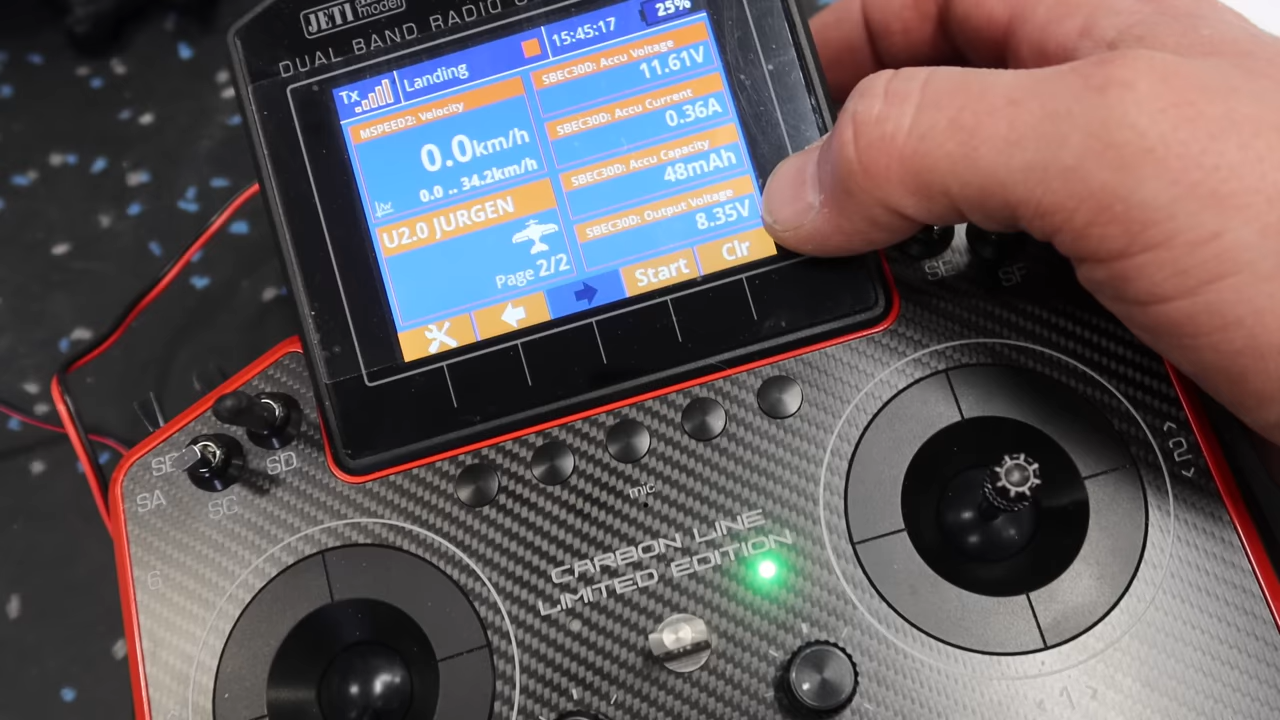 JETI model
DUAL BAND RADIO
Tx
Landing
15:45:17
25%
MSPEED2: Velocity
0.0km/h
0.0 .. 34.2km/h
U2.0 JURGEN
Page 2/2
SBEC30D: Accu Voltage
11.61V
SBEC30D: Accu Current
0.36A
SBEC30D: Accu Capacity
48mAh
SBEC30D: Output Voltage
8.35V
Start
Clr
SE
SF
SD
SA
SC
mic
CARBON LINE
LIMITED EDITION